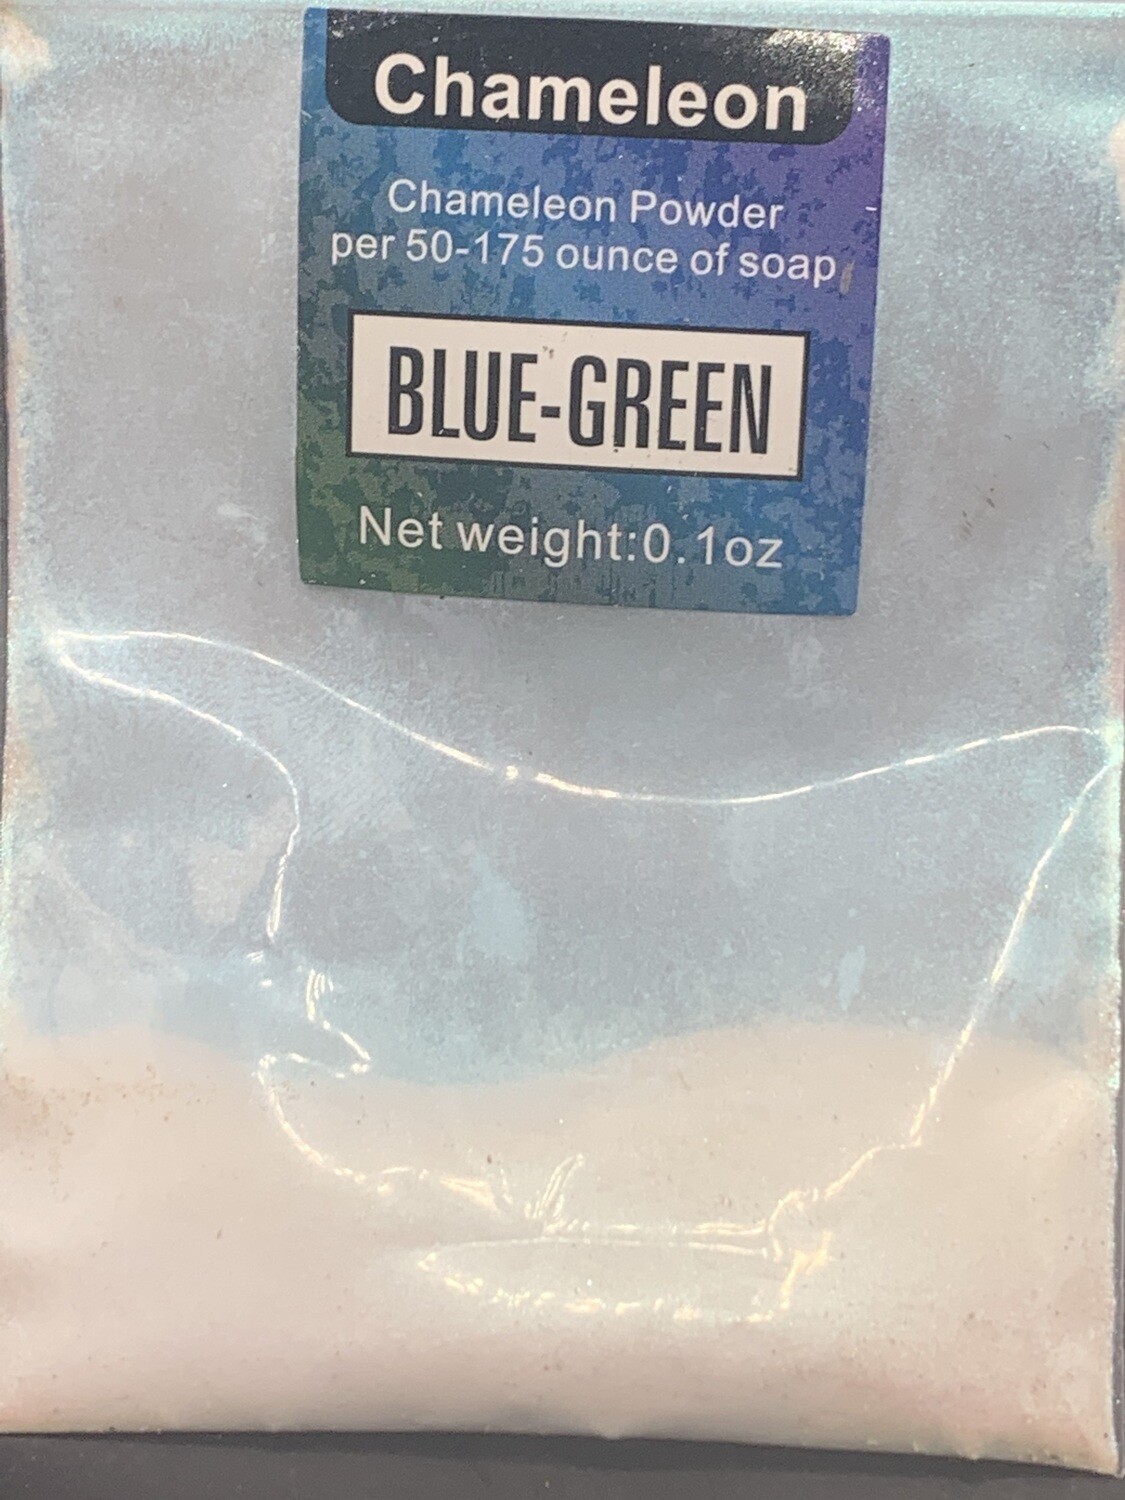 Chameleon
Chameleon Powder
per 50-175 ounce of soap
BLUE-GREEN
Net weight:0.1oz